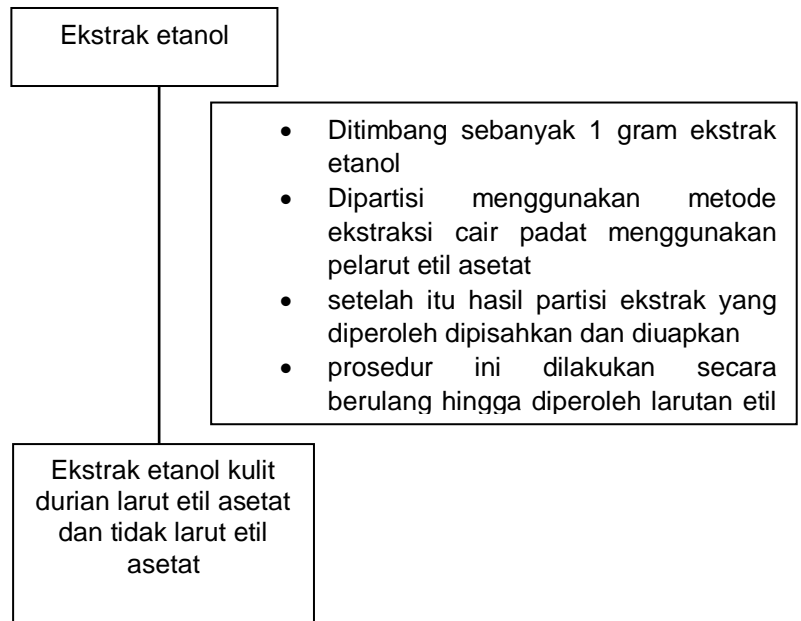 Ekstrak etanol
• Ditimbang sebanyak 1 gram ekstrak
etanol
• Dipartisi menggunakan metode
ekstraksi cair padat menggunakan
pelarut etil asetat
• setelah itu hasil partisi ekstrak yang
diperoleh dipisahkan dan diuapkan
• prosedur ini dilakukan secara
berulang hingga diperoleh larutan etil
Ekstrak etanol kulit
durian larut etil asetat
dan tidak larut etil
asetat